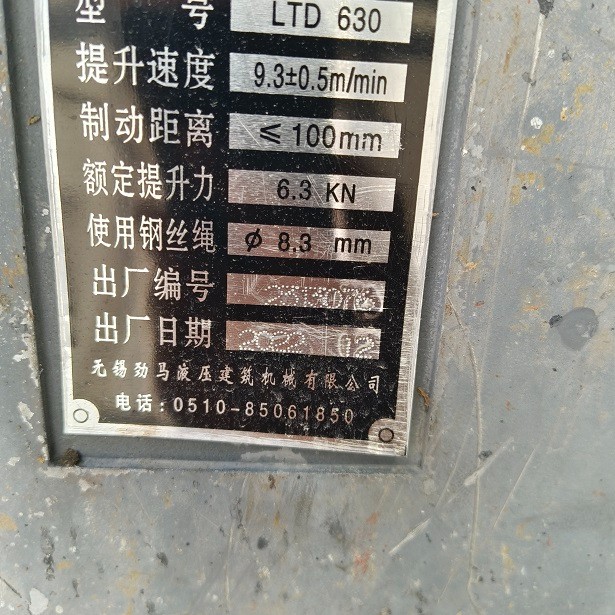 型 号 LTD 630
提升速度 9.3±0.5m/min
制动距离 ≤100mm
额定提升力 6.3 KN
使用钢丝绳 φ 8.3 mm
出厂编号
出厂日期 2022 02
无锡劲马液压建筑机械有限公司
电话:0510-85061850